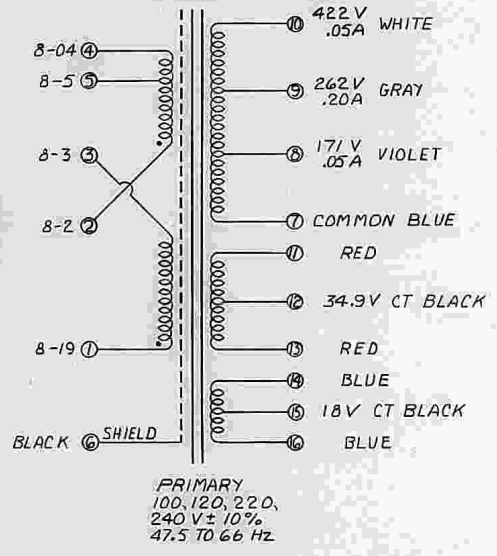 ⑩ 422 V .05A WHITE
8-04 ④
8-5 ⑤
⑨ 262 V .20A GRAY
8-3 ③
⑧ 171 V .05A VIOLET
8-2 ②
⑦ COMMON BLUE
⑪ RED
⑫ 34.9V CT BLACK
8-19 ①
⑬ RED
⑭ BLUE
⑮ 18V CT BLACK
BLACK ⑥ SHIELD
⑯ BLUE
PRIMARY
100, 120, 220,
240 V ± 10%
47.5 TO 66 Hz